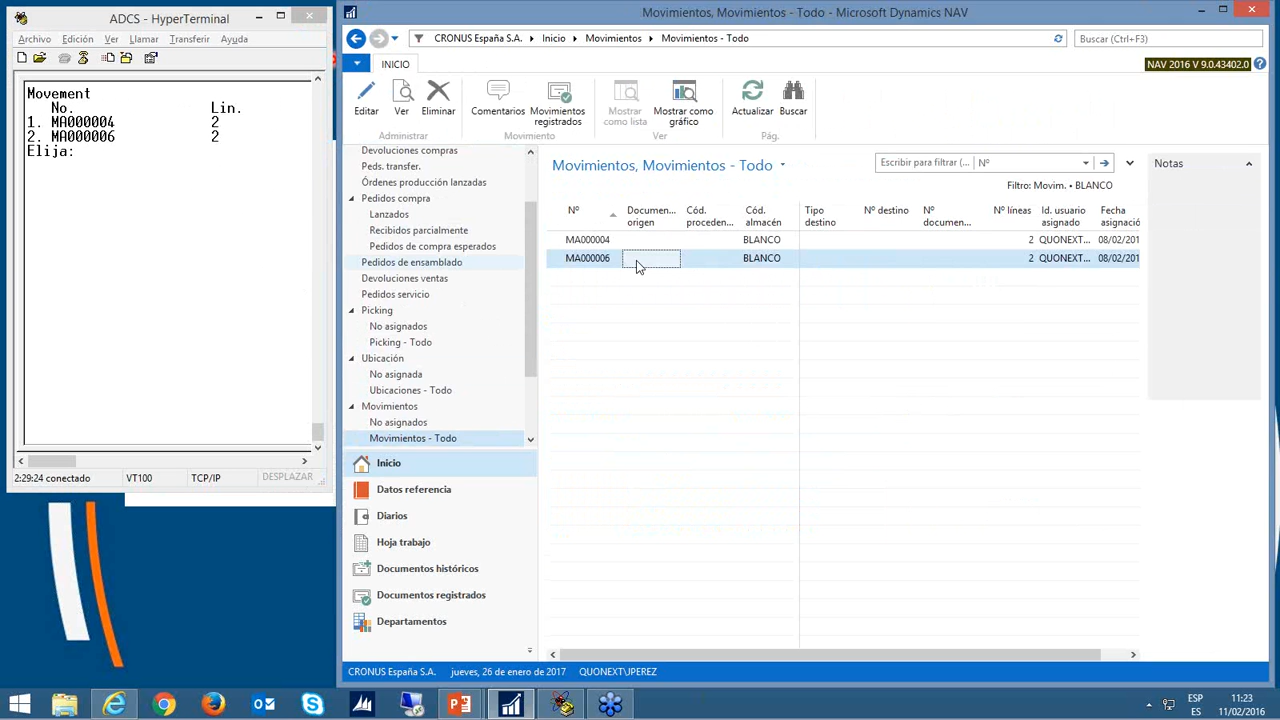 ADCS - HyperTerminal
Archivo Edición Ver Llamar Transferir Ayuda
Movement
No. Lin.
1. MA000004 2
2. MA000006 2
Elija:
2:29:24 conectado VT100 TCP/IP DESPLAZAR
Movimientos, Movimientos - Todo - Microsoft Dynamics NAV
CRONUS España S.A. Inicio Movimientos Movimientos - Todo
Buscar (Ctrl+F3)
INICIO
NAV 2016 V 9.0.43402.0
Editar
Ver
Eliminar
Comentarios
Movimientos registrados
Mostrar como lista
Mostrar como gráfico
Actualizar
Buscar
Administrar Movimiento Ver Pág.
Devoluciones compras
Peds. transfer.
Órdenes producción lanzadas
Pedidos compra
Lanzados
Recibidos parcialmente
Pedidos de compra esperados
Pedidos de ensamblado
Devoluciones ventas
Pedidos servicio
Picking
No asignados
Picking - Todo
Ubicación
No asignada
Ubicaciones - Todo
Movimientos
No asignados
Movimientos - Todo
Inicio
Datos referencia
Diarios
Hoja trabajo
Documentos históricos
Documentos registrados
Departamentos
Movimientos, Movimientos - Todo
Escribir para filtrar (... Nº
Filtro: Movim. • BLANCO
Nº Documen... origen Cód. proceden... Cód. almacén Tipo destino Nº destino Nº documen... Nº líneas Id. usuario asignado Fecha asignació
MA000004 BLANCO 2 QUONEXT... 08/02/201
MA000006 BLANCO 2 QUONEXT... 08/02/201
Notas
CRONUS España S.A. jueves, 26 de enero de 2017 QUONEXT\JPEREZ
ESP
ES
11:23
11/02/2016